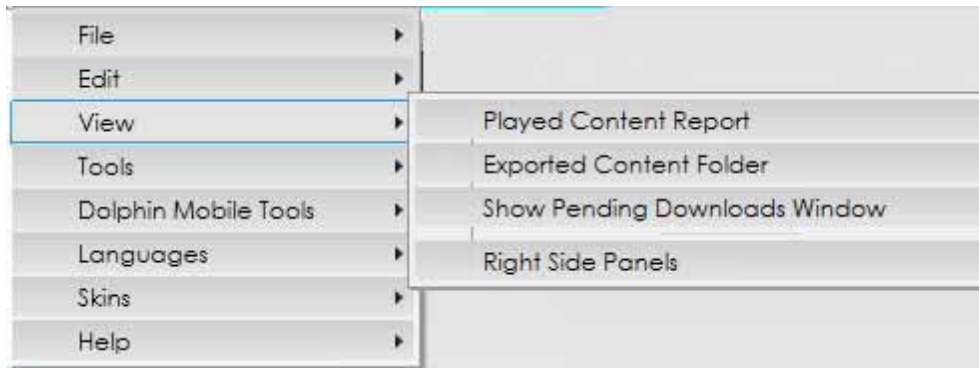 File
Edit
View
Tools
Dolphin Mobile Tools
Languages
Skins
Help
Played Content Report
Exported Content Folder
Show Pending Downloads Window
Right Side Panels